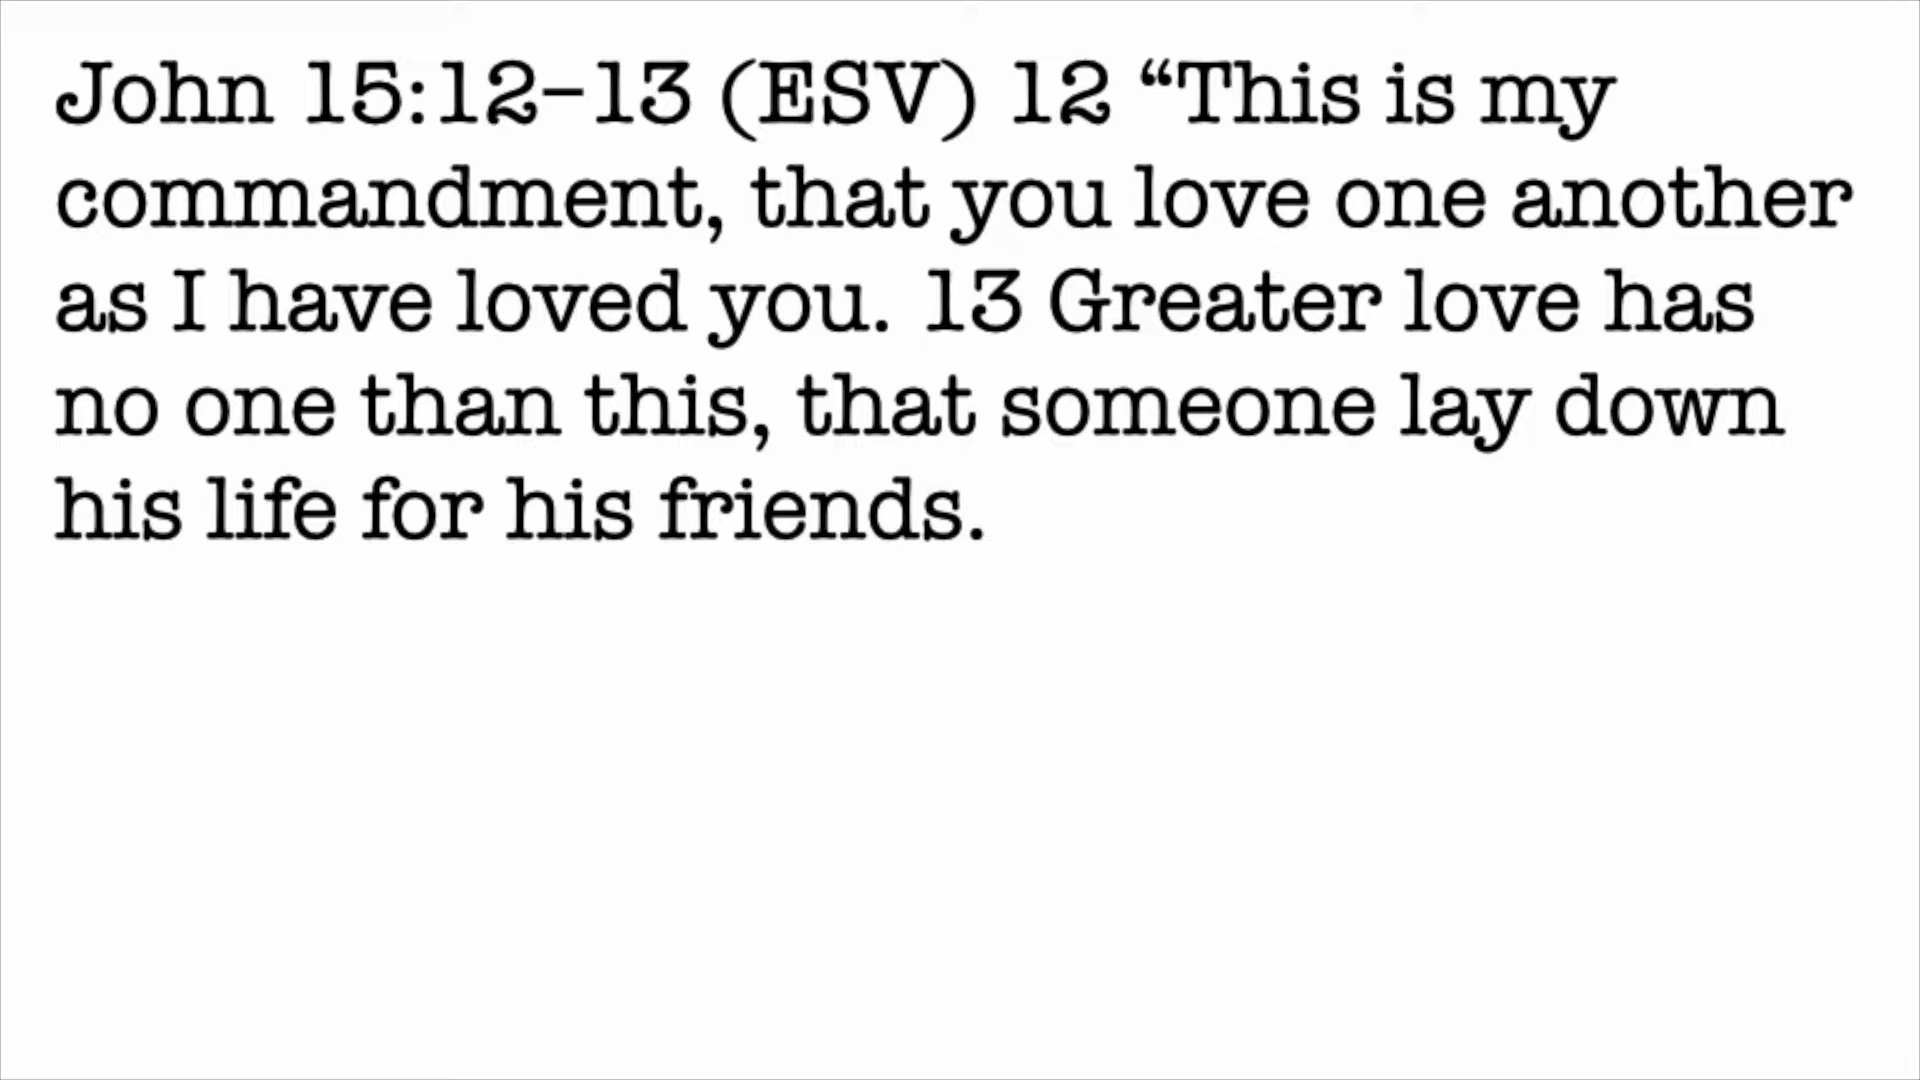 John 15:12–13 (ESV) 12 “This is my
commandment, that you love one another
as I have loved you. 13 Greater love has
no one than this, that someone lay down
his life for his friends.